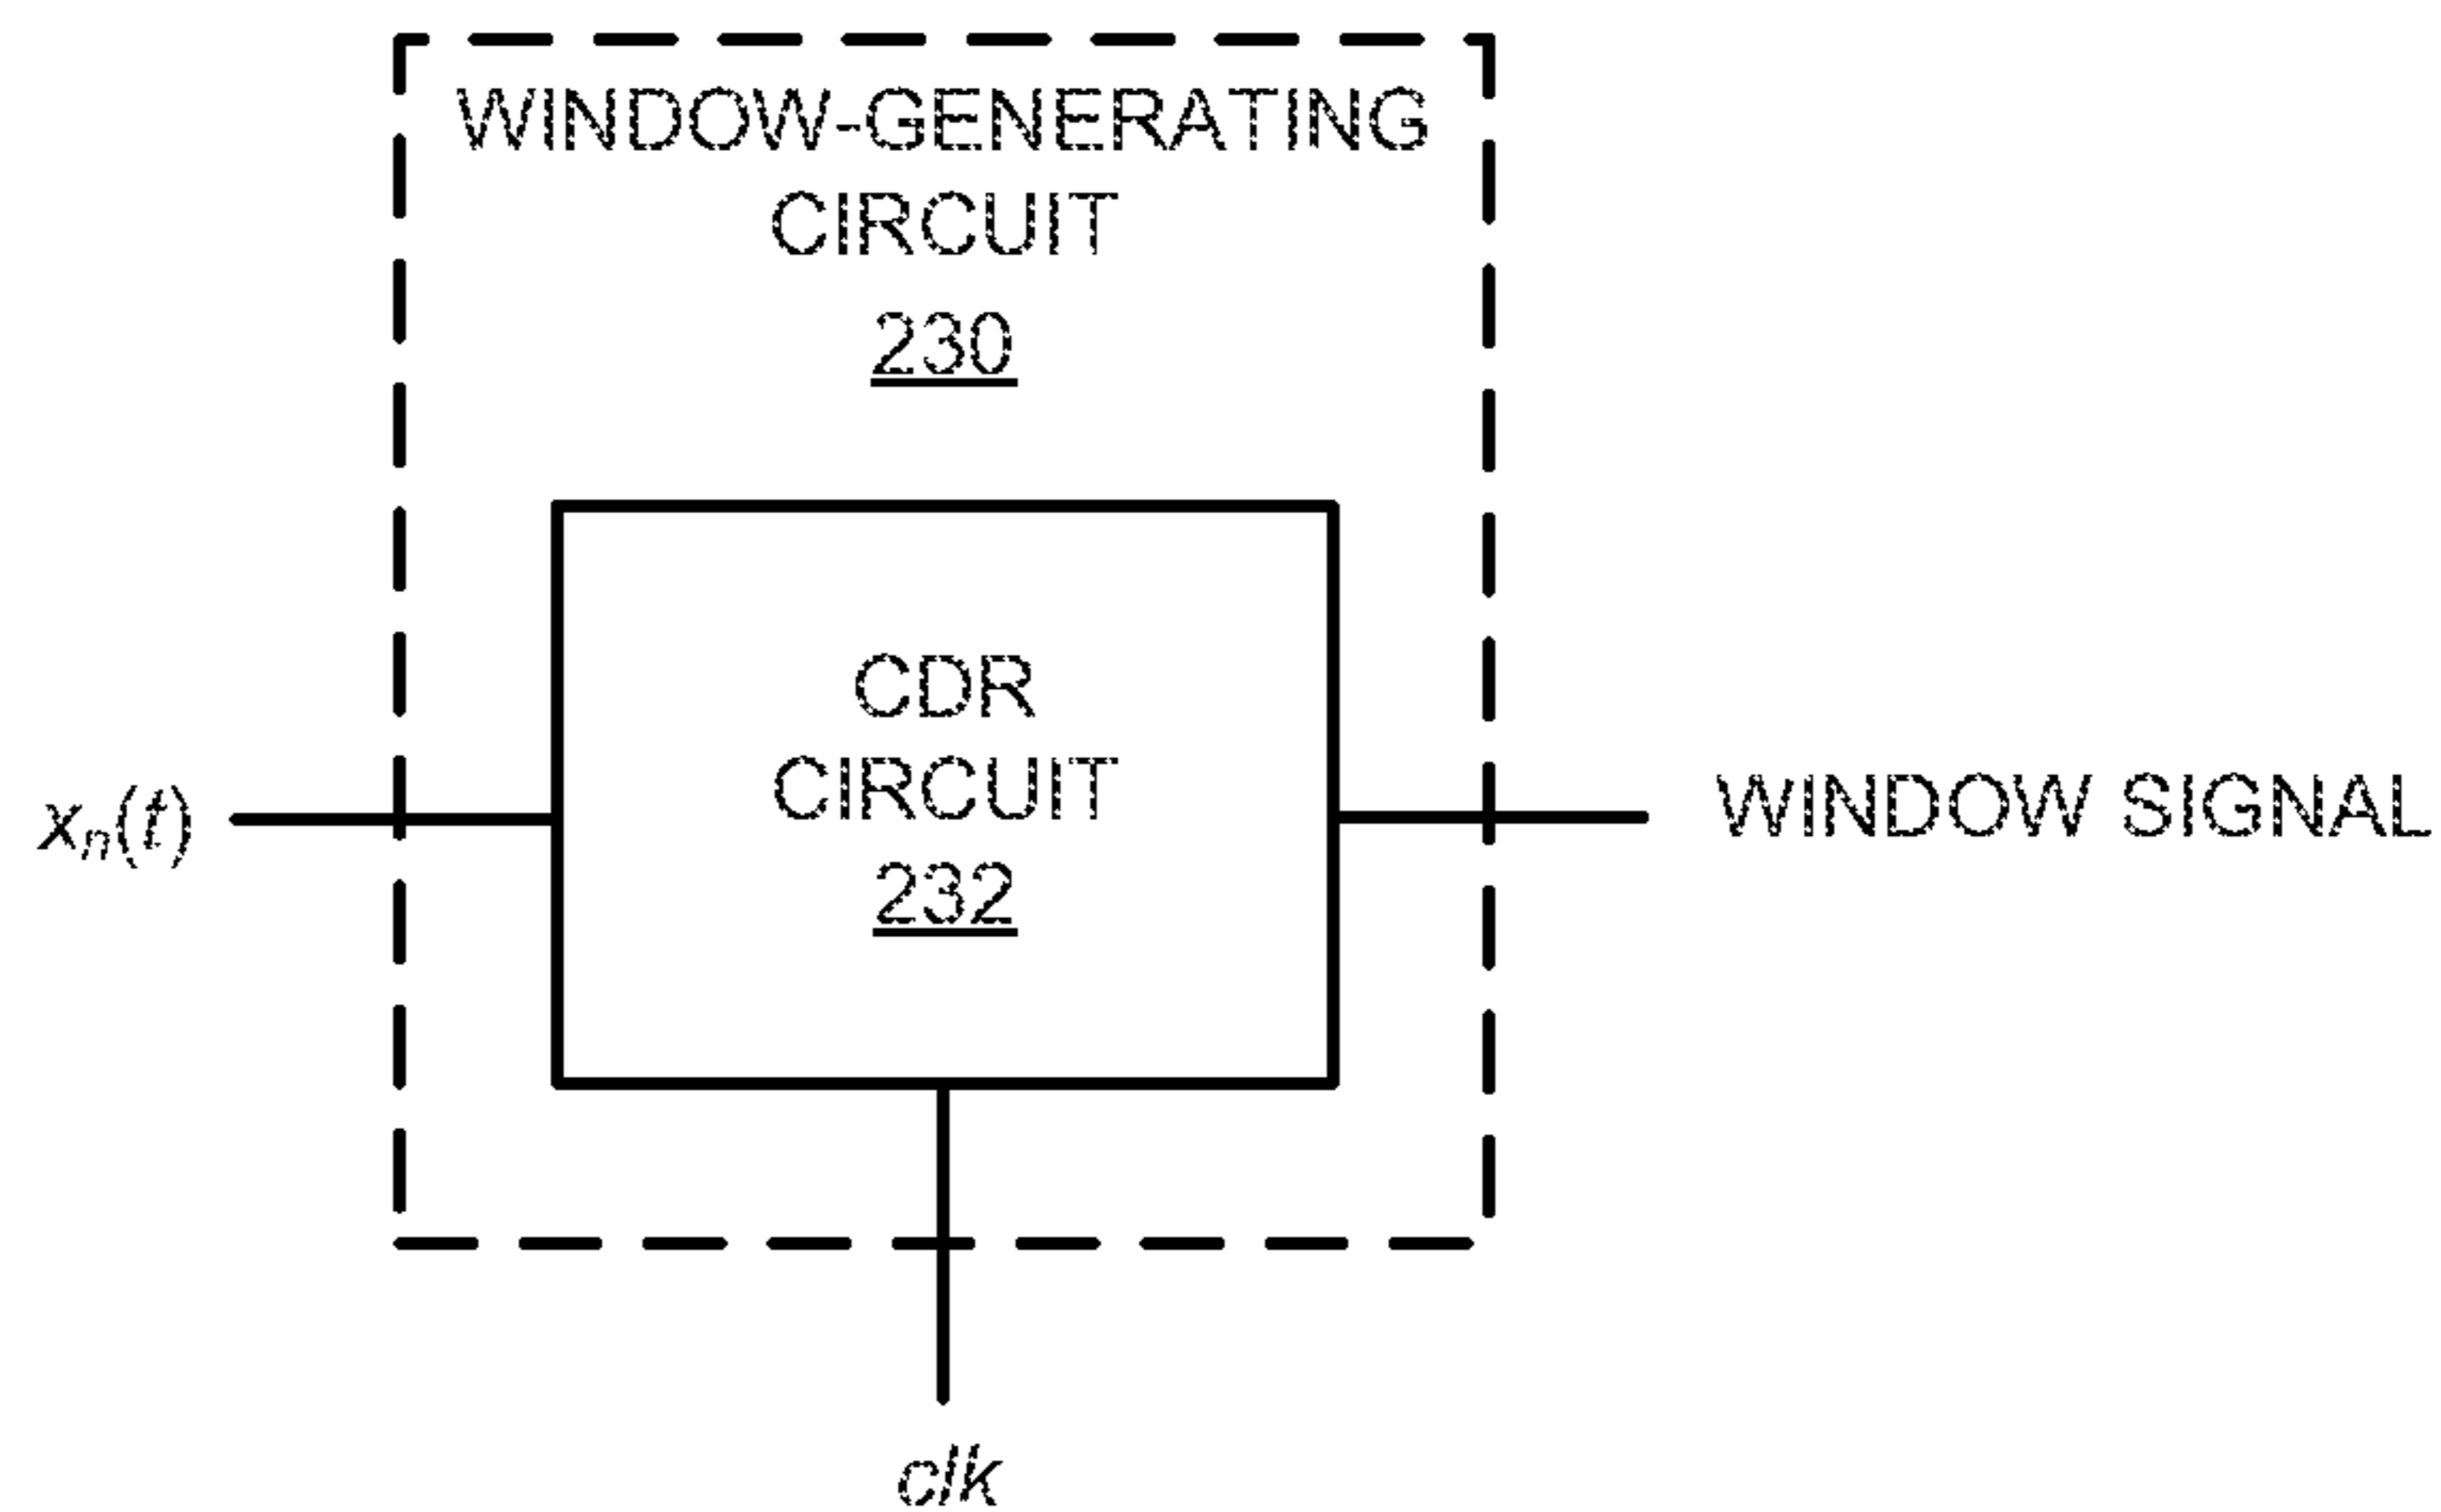 WINDOW-GENERATING
CIRCUIT
230
CDR
CIRCUIT
232
xn(t)
WINDOW SIGNAL
clk